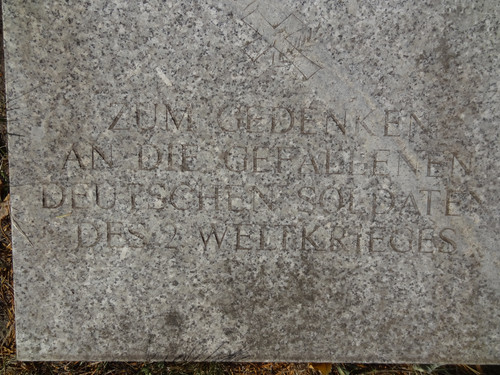 ZUM GEDENKEN
AN DIE GEFALLENEN
DEUTSCHEN SOLDATEN
DES 2 WELTKRIEGES